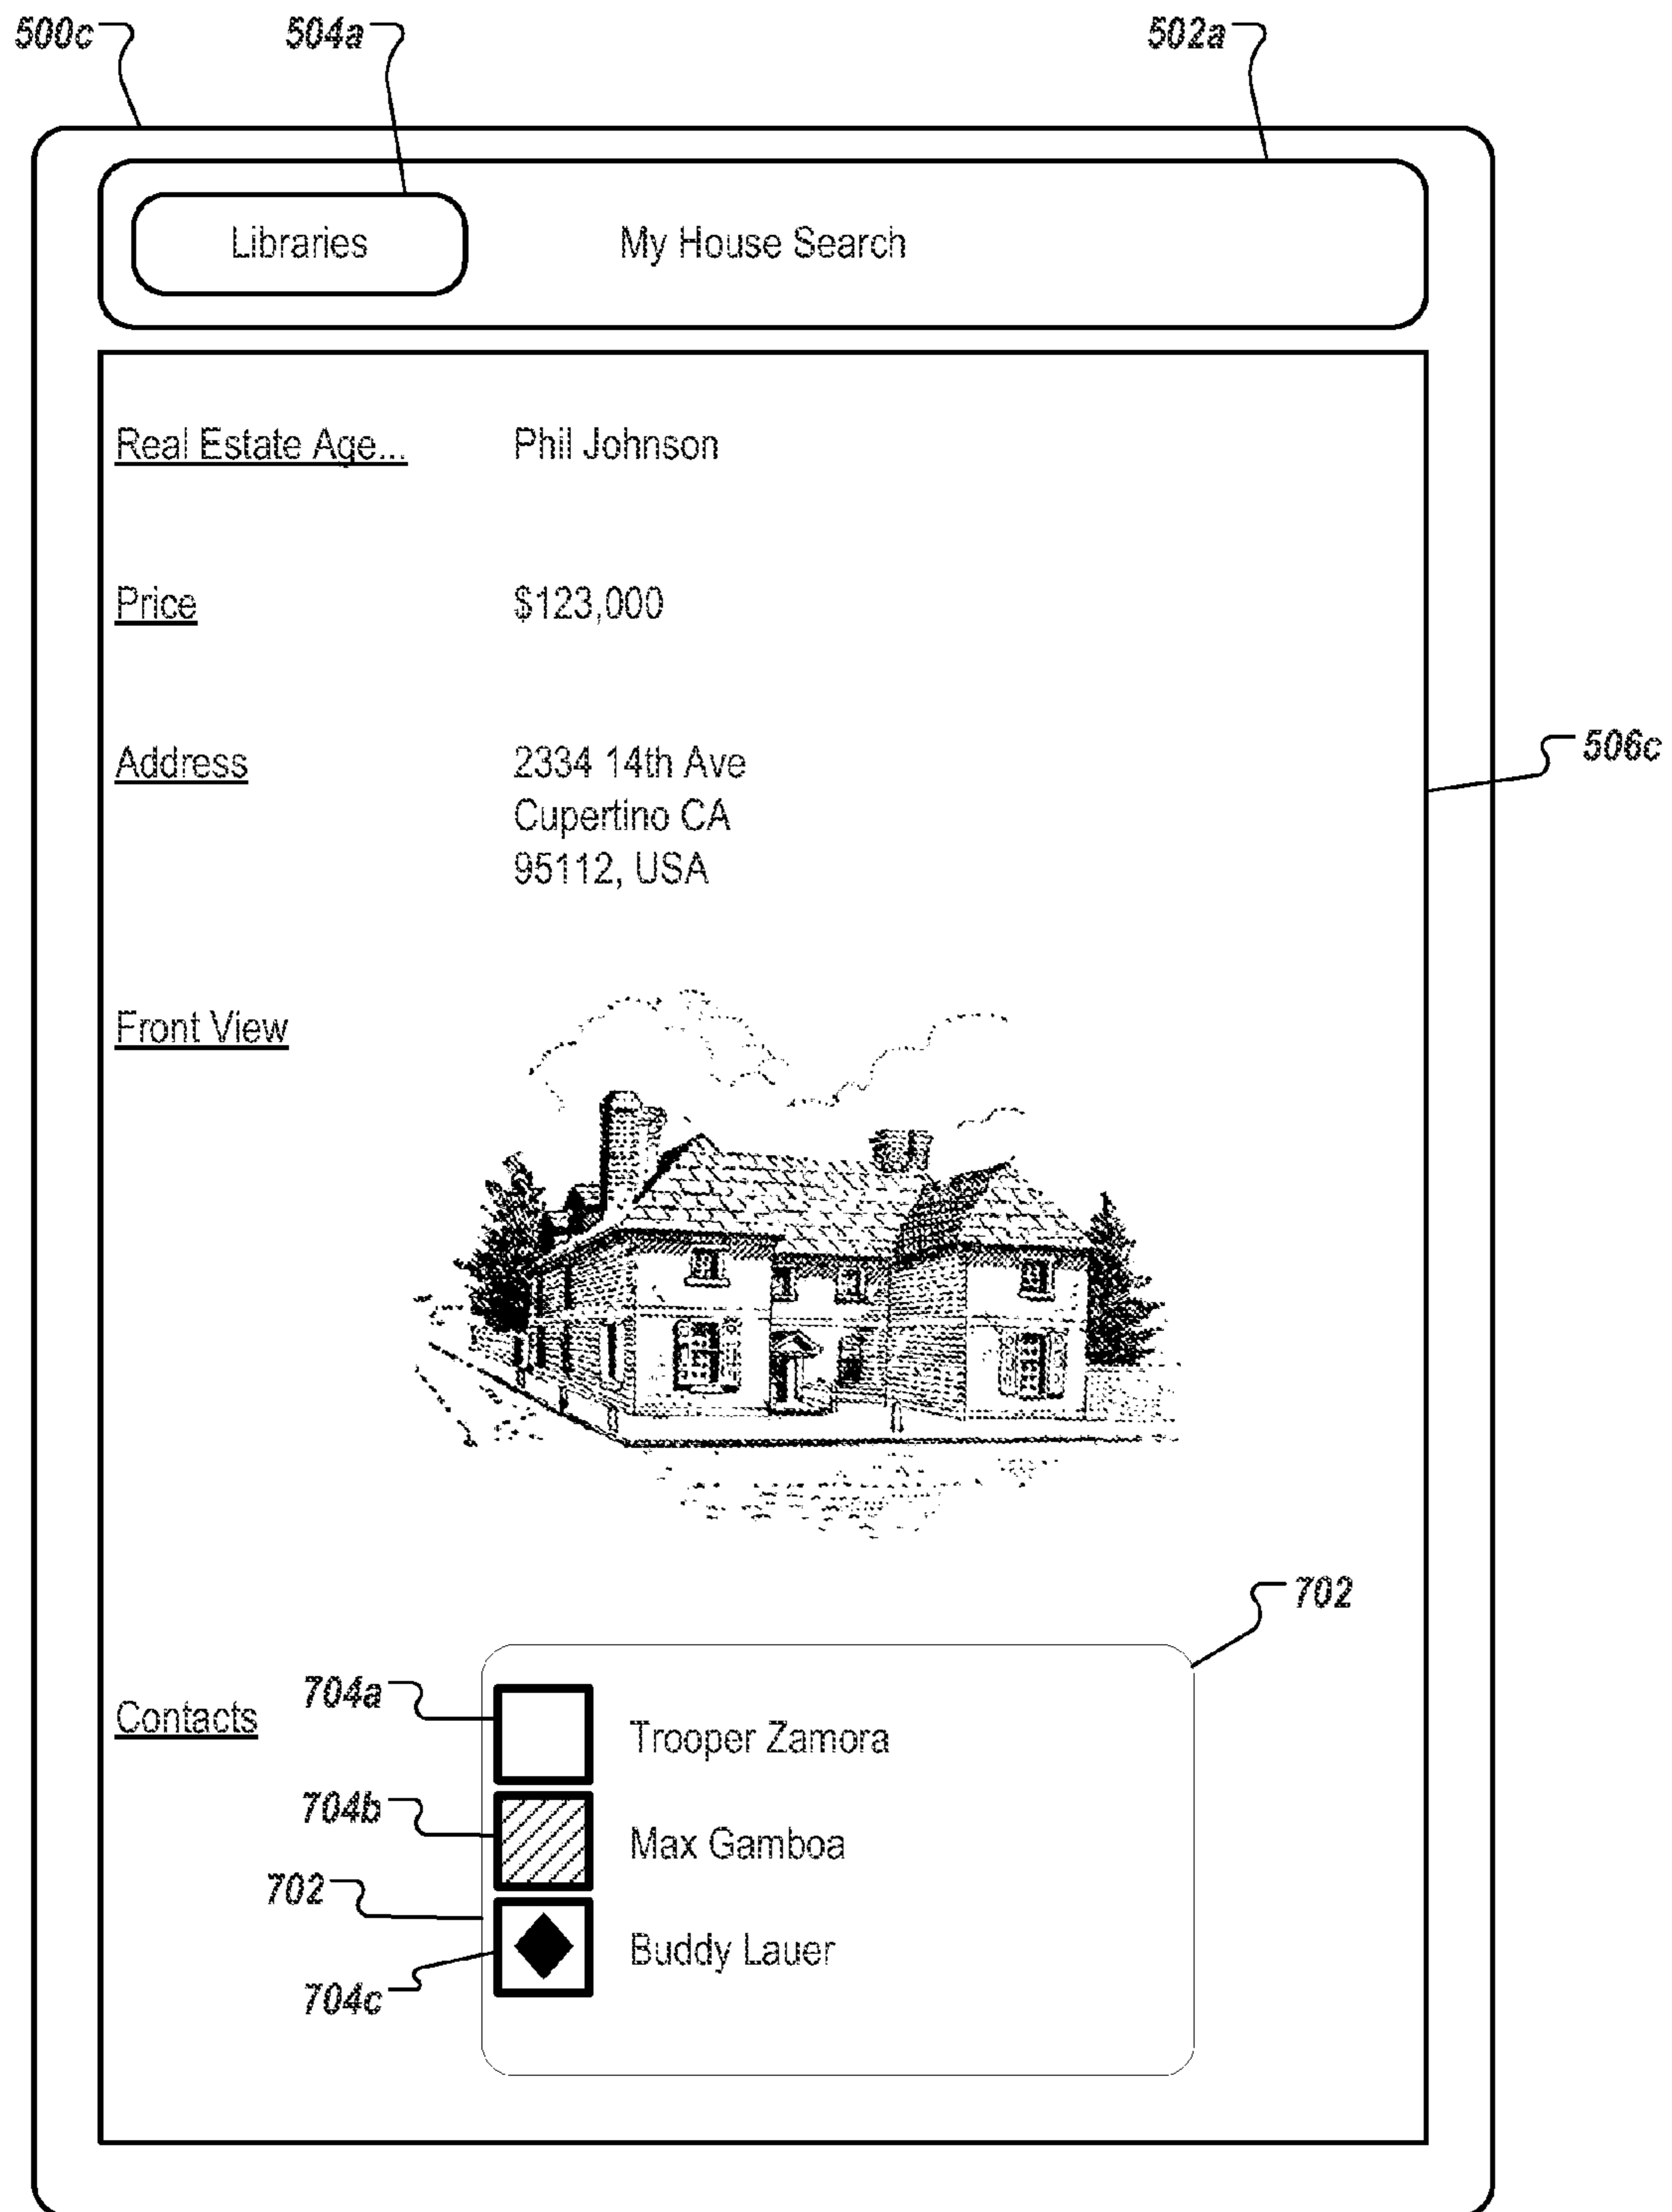 500c 504a 502a
Libraries My House Search
Real Estate Age... Phil Johnson
Price $123,000
Address 2334 14th Ave
Cupertino CA
95112, USA
506c
Front View
702
Contacts 704a Trooper Zamora
704b Max Gamboa
702
Buddy Lauer
704c